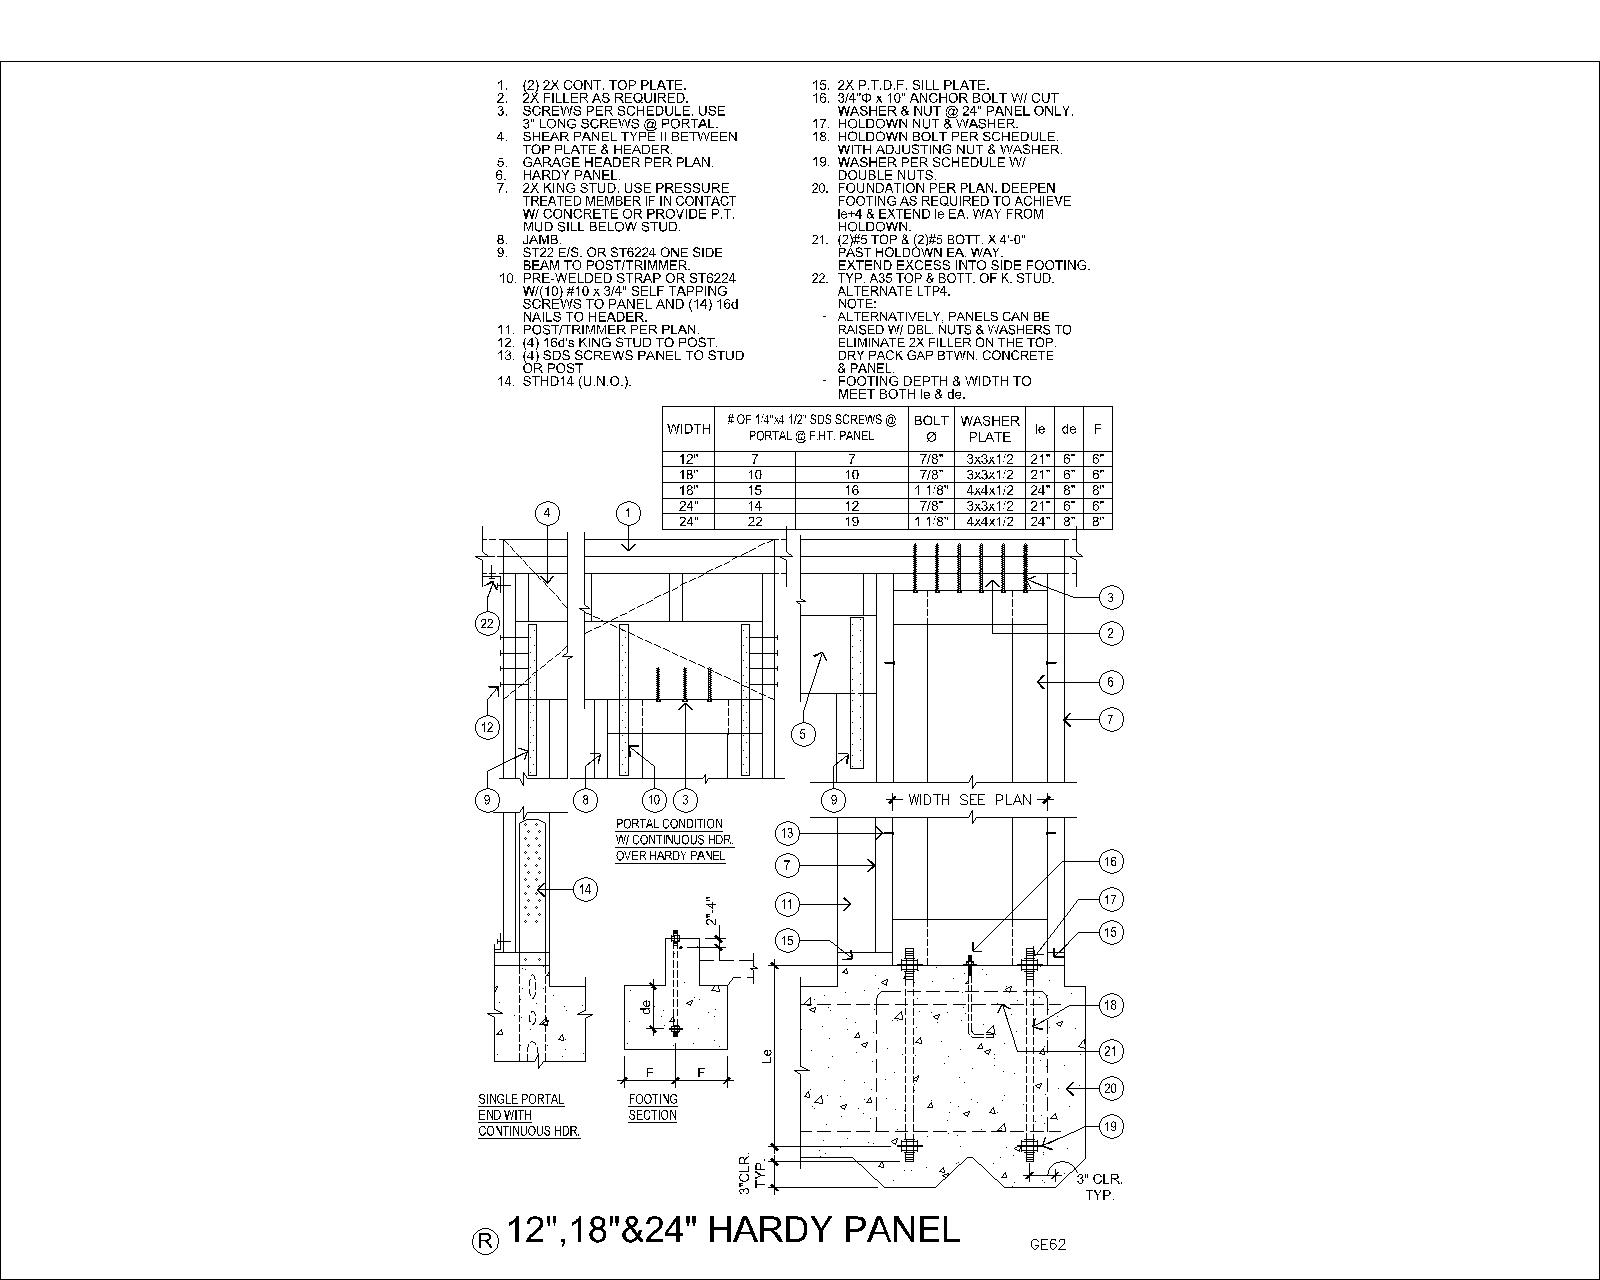 1. (2) 2X CONT. TOP PLATE.
2. 2X FILLER AS REQUIRED.
3. SCREWS PER SCHEDULE. USE
3" LONG SCREWS @ PORTAL.
4. SHEAR PANEL TYPE II BETWEEN
TOP PLATE & HEADER.
5. GARAGE HEADER PER PLAN.
6. HARDY PANEL.
7. 2X KING STUD. USE PRESSURE
TREATED MEMBER IF IN CONTACT
W/ CONCRETE OR PROVIDE P.T.
MUD SILL BELOW STUD.
8. JAMB.
9. ST22 E/S. OR ST6224 ONE SIDE
BEAM TO POST/TRIMMER.
10. PRE-WELDED STRAP OR ST6224
W/(10) #10 x 3/4" SELF TAPPING
SCREWS TO PANEL AND (14) 16d
NAILS TO HEADER.
11. POST/TRIMMER PER PLAN.
12. (4) 16d's KING STUD TO POST.
13. (4) SDS SCREWS PANEL TO STUD
OR POST
14. STHD14 (U.N.O.).
15. 2X P.T.D.F. SILL PLATE.
16. 3/4"Φ x 10" ANCHOR BOLT W/ CUT
WASHER & NUT @ 24" PANEL ONLY.
17. HOLDOWN NUT & WASHER.
18. HOLDOWN BOLT PER SCHEDULE.
WITH ADJUSTING NUT & WASHER.
19. WASHER PER SCHEDULE W/
DOUBLE NUTS.
20. FOUNDATION PER PLAN. DEEPEN
FOOTING AS REQUIRED TO ACHIEVE
le+4 & EXTEND le EA. WAY FROM
HOLDOWN.
21. (2)#5 TOP & (2)#5 BOTT. X 4'-0"
PAST HOLDOWN EA. WAY.
EXTEND EXCESS INTO SIDE FOOTING.
22. TYP. A35 TOP & BOTT. OF K. STUD.
ALTERNATE LTP4.
NOTE:
- ALTERNATIVELY, PANELS CAN BE
RAISED W/ DBL. NUTS & WASHERS TO
ELIMINATE 2X FILLER ON THE TOP.
DRY PACK GAP BTWN. CONCRETE
& PANEL.
- FOOTING DEPTH & WIDTH TO
MEET BOTH le & de.
WIDTH # OF 1/4"x4 1/2" SDS SCREWS @ PORTAL @ F.HT. PANEL BOLT Ø WASHER PLATE le de F
12" 7 7 7/8" 3x3x1/2 21" 6" 6"
18" 10 10 7/8" 3x3x1/2 21" 6" 6"
18" 15 16 1 1/8" 4x4x1/2 24" 8" 8"
24" 14 12 7/8" 3x3x1/2 21" 6" 6"
24" 22 19 1 1/8" 4x4x1/2 24" 8" 8"
4
1
3
22
2
6
7
12
5
9
8
10
3
9
WIDTH SEE PLAN
PORTAL CONDITION
W/ CONTINUOUS HDR.
OVER HARDY PANEL
13
7
16
14
11
17
15
15
2"-4"
de
18
Le
21
F
F
20
SINGLE PORTAL
END WITH
CONTINUOUS HDR.
FOOTING
SECTION
19
3"CLR.
TYP.
3" CLR.
TYP.
R 12",18"&24" HARDY PANEL
GE62